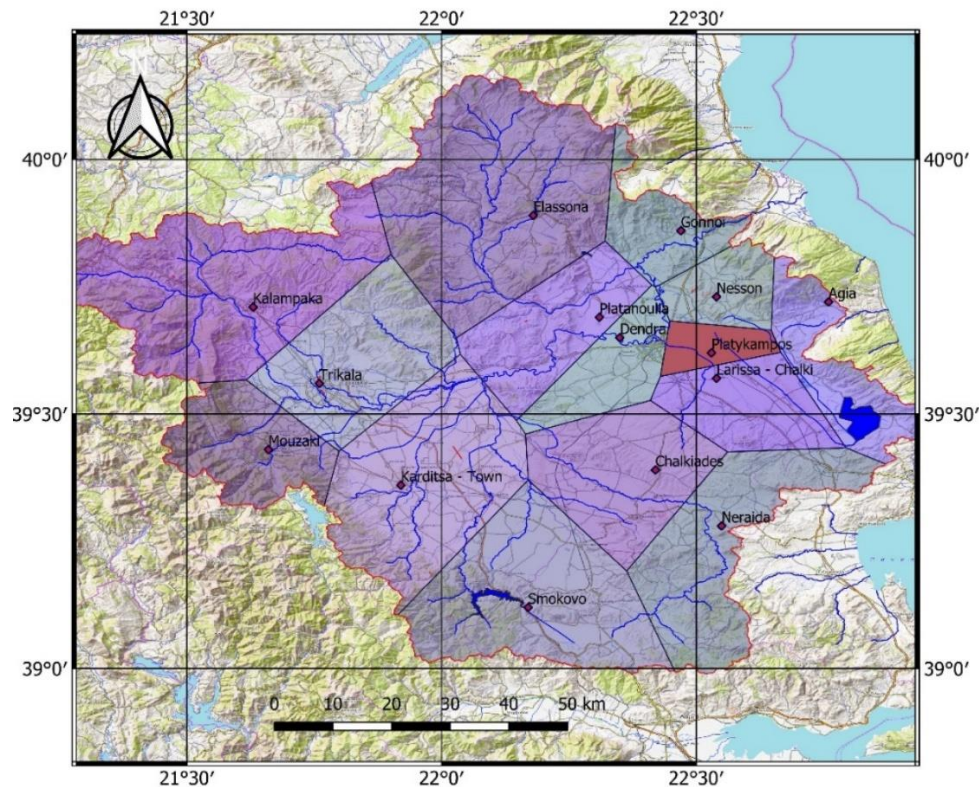 21°30′ 22°0′ 22°30′
40°0′ 40°0′
Elassona
Gonnoi
Nesson
Agia
Kalampaka
Platanoulla
Dendra
Platykampos
Larissa - Chalki
Trikala
39°30′ 39°30′
Mouzaki
Chalkiades
Karditsa - Town
Neraida
Smokovo
39°0′ 39°0′
0 10 20 30 40 50 km
21°30′ 22°0′ 22°30′